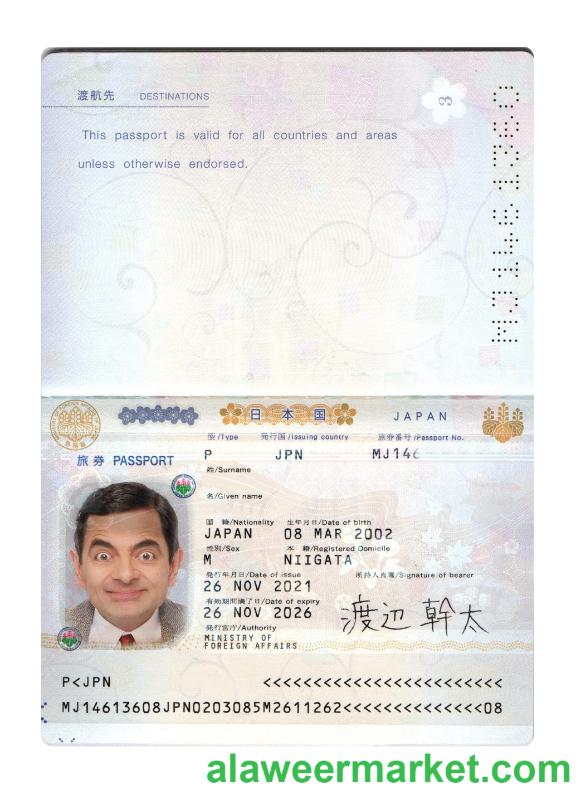 渡航先 DESTINATIONS
3
MJ1461360
This passport is valid for all countries and areas
unless otherwise endorsed.
日本国 JAPAN
旅券 PASSPORT
型/Type 発行国/Issuing country 旅券番号/Passport No.
P JPN MJ146
姓/Surname
名/Given name
国籍/Nationality 生年月日/Date of birth
JAPAN 08 MAR 2002
性別/Sex 本籍/Registered Domicile
M NIIGATA
発行年月日/Date of issue 所持人自署/Signature of bearer
26 NOV 2021
有効期間満了日/Date of expiry
26 NOV 2026
渡辺 幹太
発行官庁/Authority
MINISTRY OF
FOREIGN AFFAIRS
P<JPN <<<<<<<<<<<<<<<<<<<<<<<<
MJ14613608JPN0203085M2611262<<<<<<<<<<<<<<08
alaweermarket.com